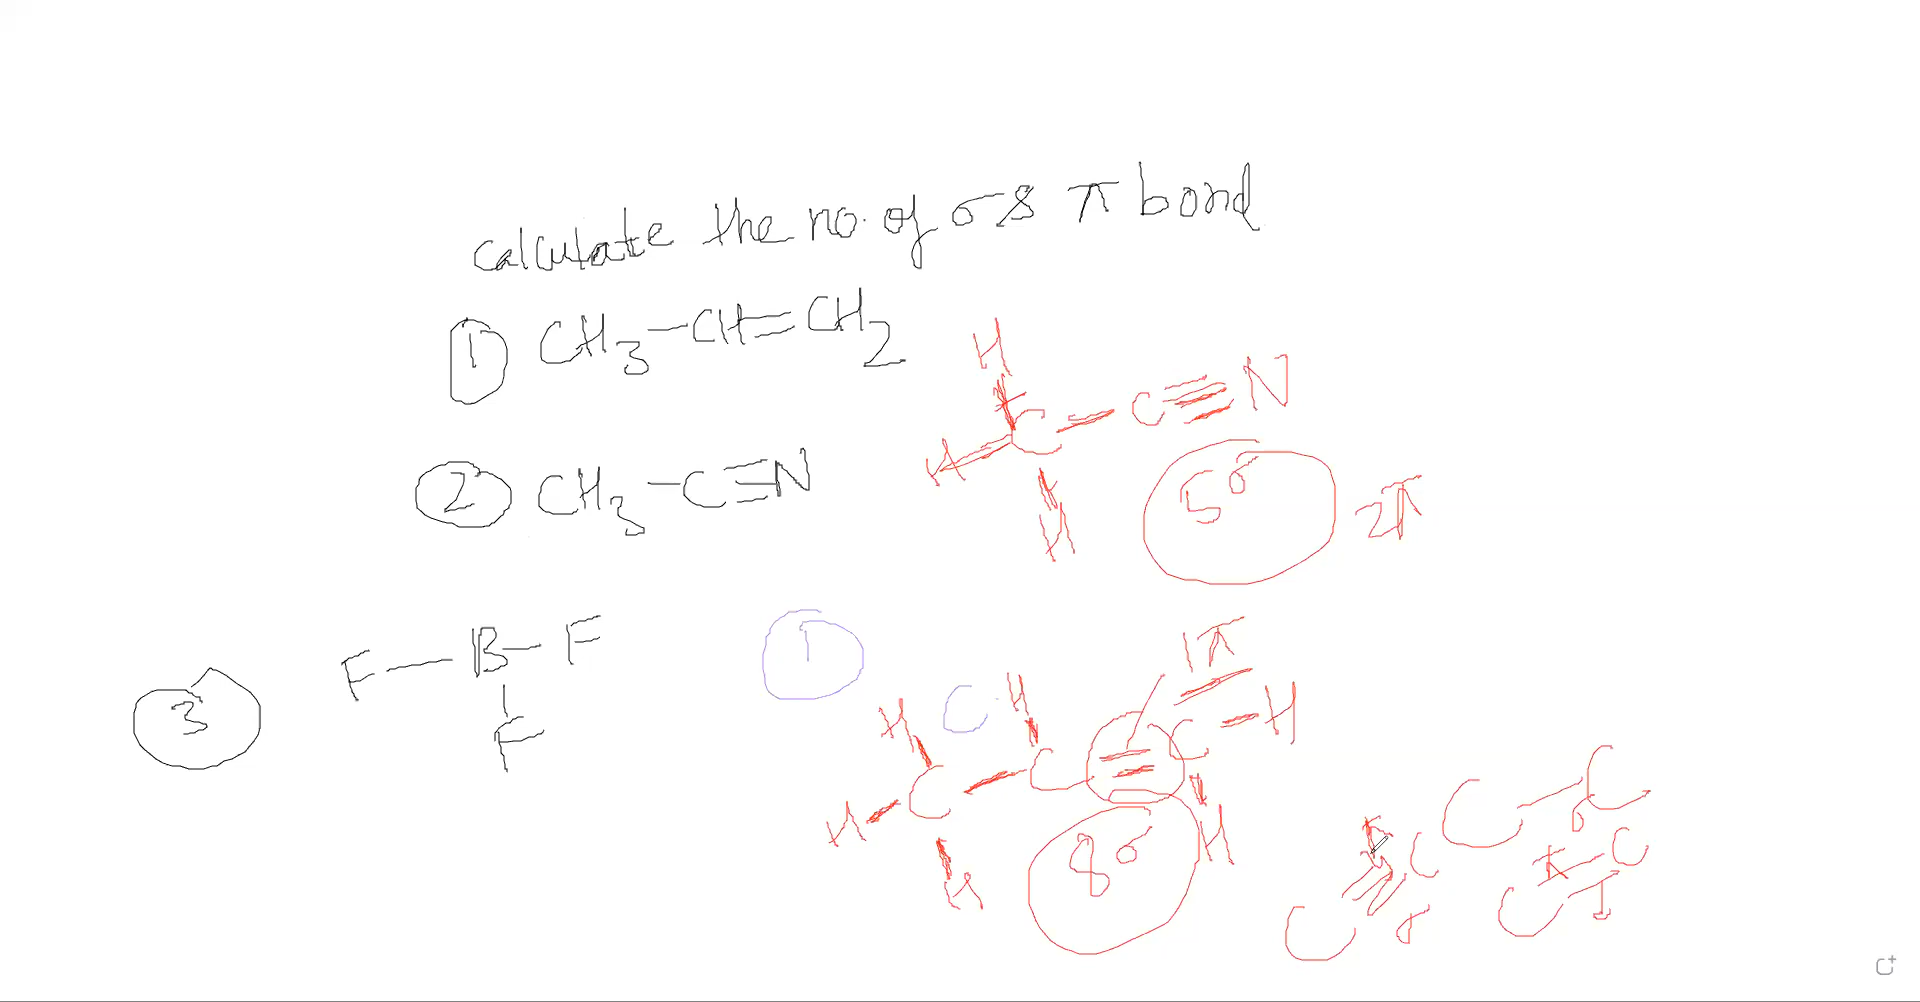 calculate the no. of σ & π bond
① CH3-CH=CH2
H
H-C-C≡N
H
② CH3-C≡N
5σ 2π
③ F-B-F
F
①
C
1π
H H
H-C-C=C-H
H H
8σ
C-C
σ
C=C
π
C≡C
π
σ